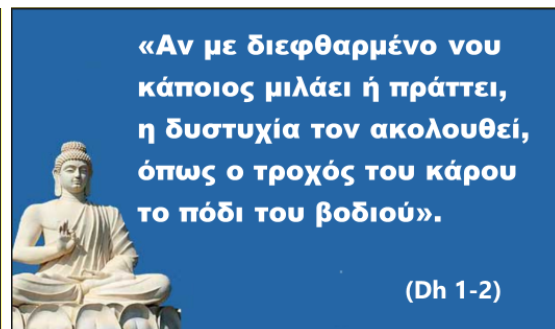 «Αν με διεφθαρμένο νου
κάποιος μιλάει ή πράττει,
η δυστυχία τον ακολουθεί,
όπως ο τροχός του κάρου
το πόδι του βοδιού».
(Dh 1-2)